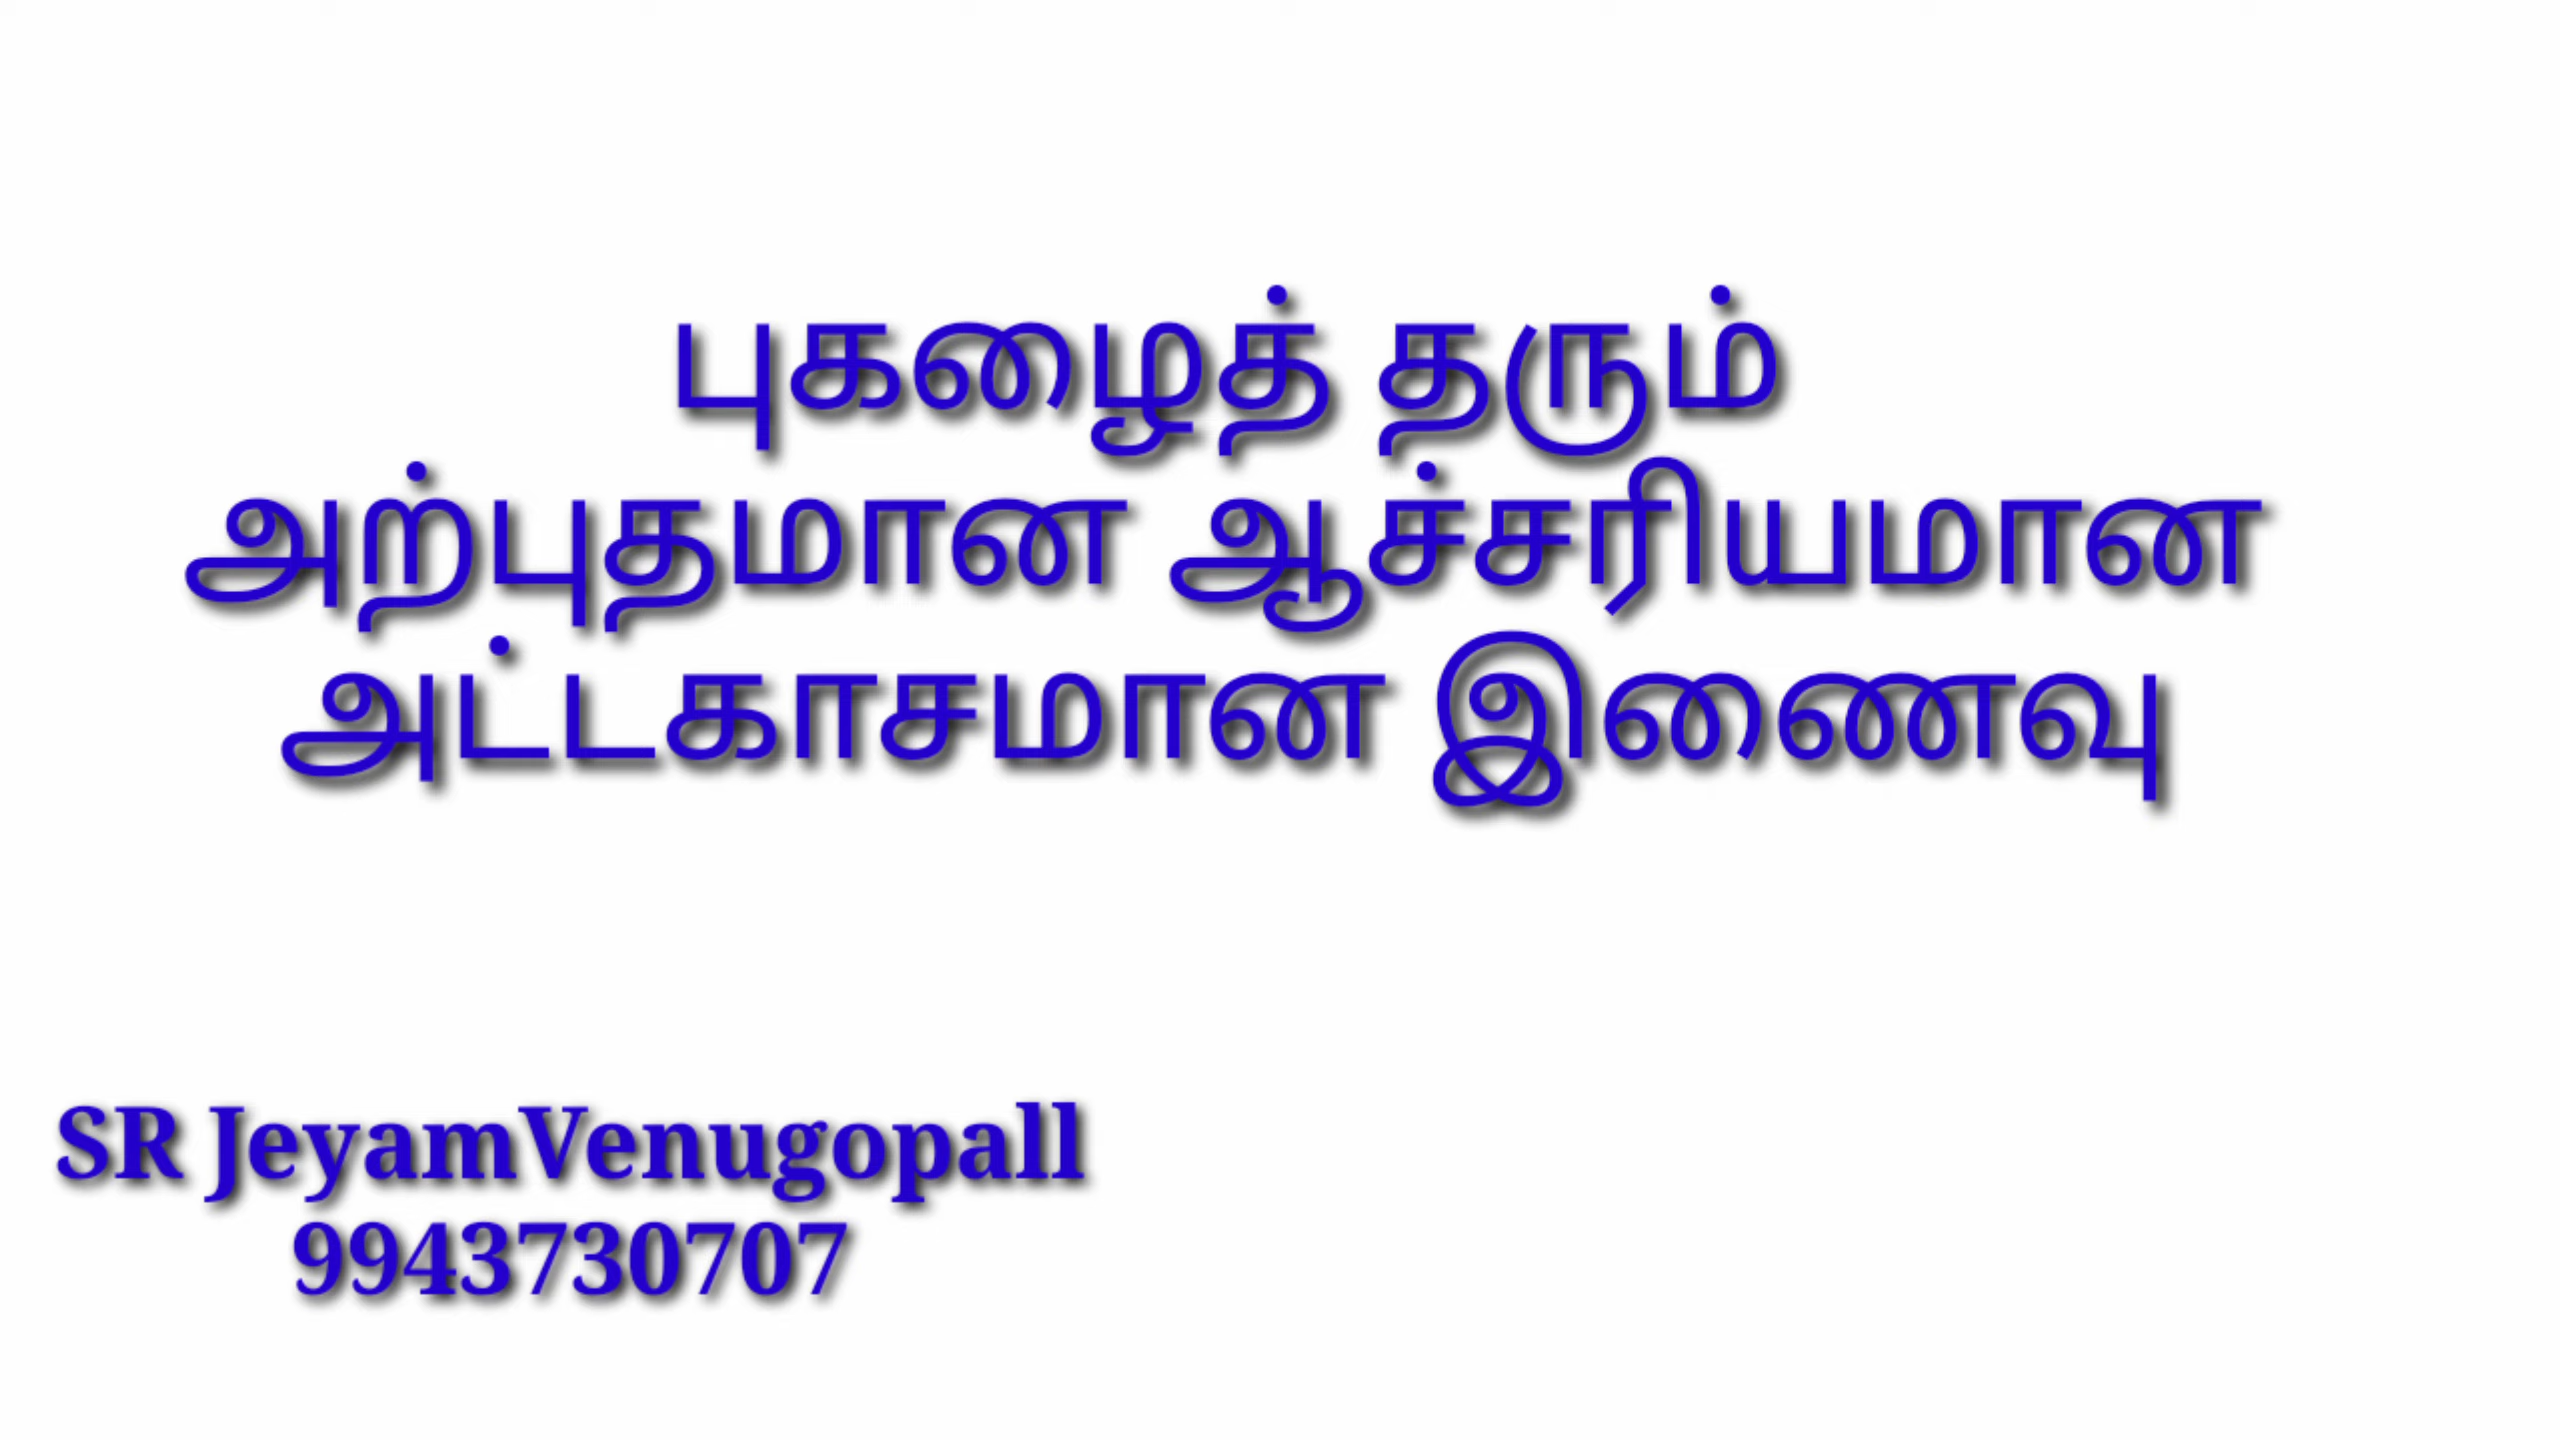 புகழைத் தரும்
அற்புதமான ஆச்சரியமான
அட்டகாசமான இணைவு
SR JeyamVenugopall
9943730707